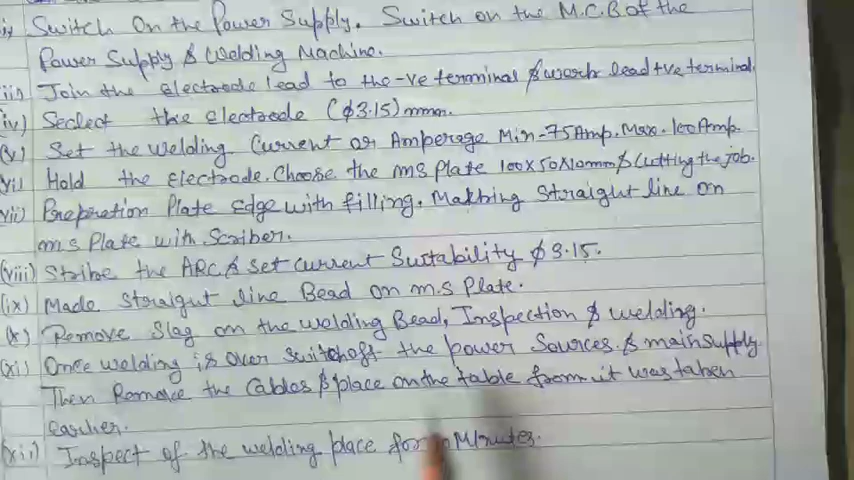 ii) Switch On the Power Supply. Switch on the M.C.B of the
Power Supply & Welding Machine.
iii) Join the electrode lead to the -ve terminal & work lead +ve terminal
iv) Seclect the electrode (φ3.15) mm.
(v) Set the welding Current or Amperage Min-75Amp. Max. 100Amp.
vi) Hold the Electrode. Choose the ms Plate 100x50x10mm & Cutting the job.
vii) Prepration Plate Edge with filling. Makhing Straight line on
m.s Plate with Scriber.
(viii) Stribe the ARC & Set Current Sustability φ3.15.
(ix) Made Straigut line Bead on m.s Plate.
(x) Remove Slag on the welding Bead, Inspection & welding.
(xi) Once welding is over switchoff the power Sources. & main supply
Then Remove the Cables & place on the table from it was taken
earlier.
(xii) Inspect of the welding place for Minutes.